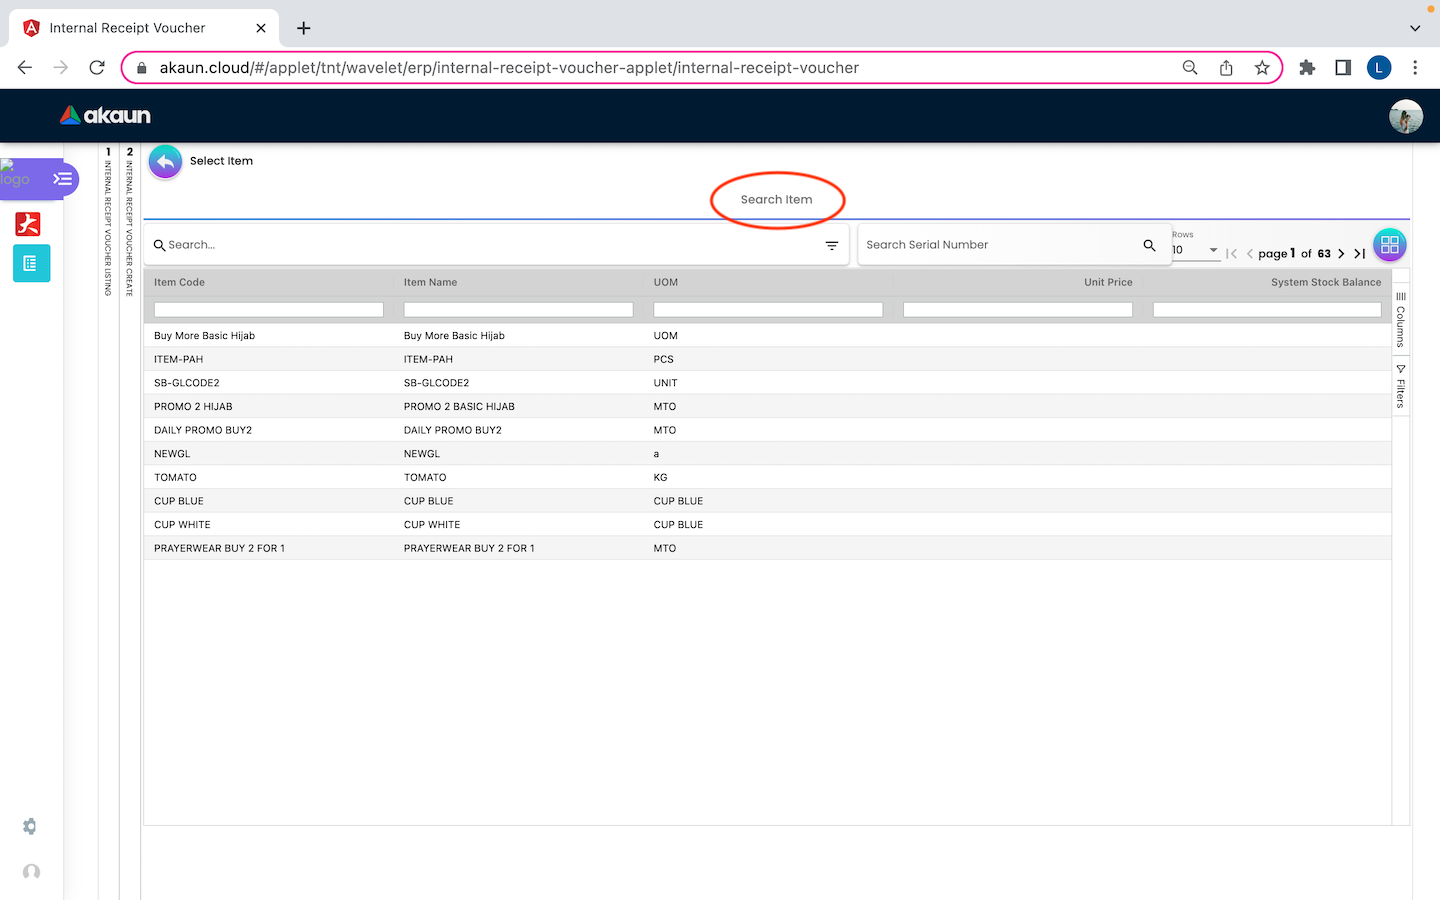 Internal Receipt Voucher
akaun.cloud/#/applet/tnt/wavelet/erp/internal-receipt-voucher-applet/internal-receipt-voucher
L
akaun
logo
1 INTERNAL RECEIPT VOUCHER LISTING
2 INTERNAL RECEIPT VOUCHER CREATE
Select Item
Search Item
Search...
Search Serial Number
Rows
10
page 1 of 63
Item Code Item Name UOM Unit Price System Stock Balance
Buy More Basic Hijab Buy More Basic Hijab UOM
ITEM-PAH ITEM-PAH PCS
SB-GLCODE2 SB-GLCODE2 UNIT
PROMO 2 HIJAB PROMO 2 BASIC HIJAB MTO
DAILY PROMO BUY2 DAILY PROMO BUY2 MTO
NEWGL NEWGL a
TOMATO TOMATO KG
CUP BLUE CUP BLUE CUP BLUE
CUP WHITE CUP WHITE CUP BLUE
PRAYERWEAR BUY 2 FOR 1 PRAYERWEAR BUY 2 FOR 1 MTO
Columns
Filters